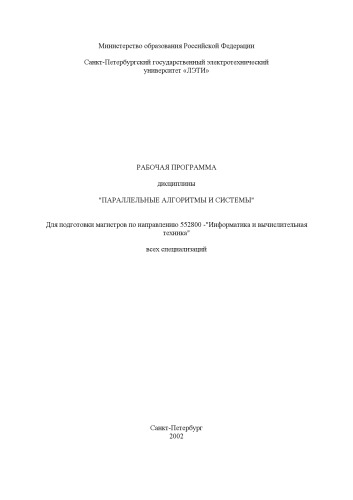 Министерство образования Российской Федерации
Санкт-Петербургский государственный электротехнический
университет «ЛЭТИ»
РАБОЧАЯ ПРОГРАММА
дисциплины
"ПАРАЛЛЕЛЬНЫЕ АЛГОРИТМЫ И СИСТЕМЫ"
Для подготовки магистров по направлению 552800 -"Информатика и вычислительная
техника"
всех специализаций
Санкт-Петербург
2002